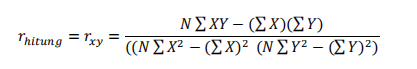 r_hitung = r_xy = N ∑ XY − (∑ X)(∑ Y) / ((N ∑ X² − (∑ X)² (N ∑ Y² − (∑ Y)²)